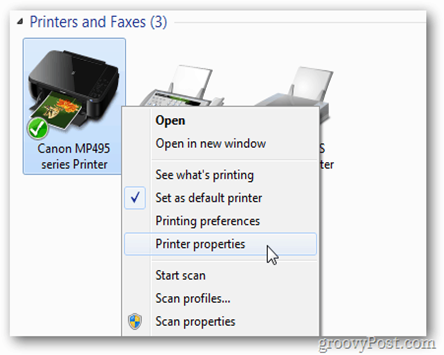 Printers and Faxes (3)
Canon MP495
series Printer
S
ter
Open
Open in new window
See what's printing
Set as default printer
Printing preferences
Printer properties
Start scan
Scan profiles...
Scan properties
groovyPost.com